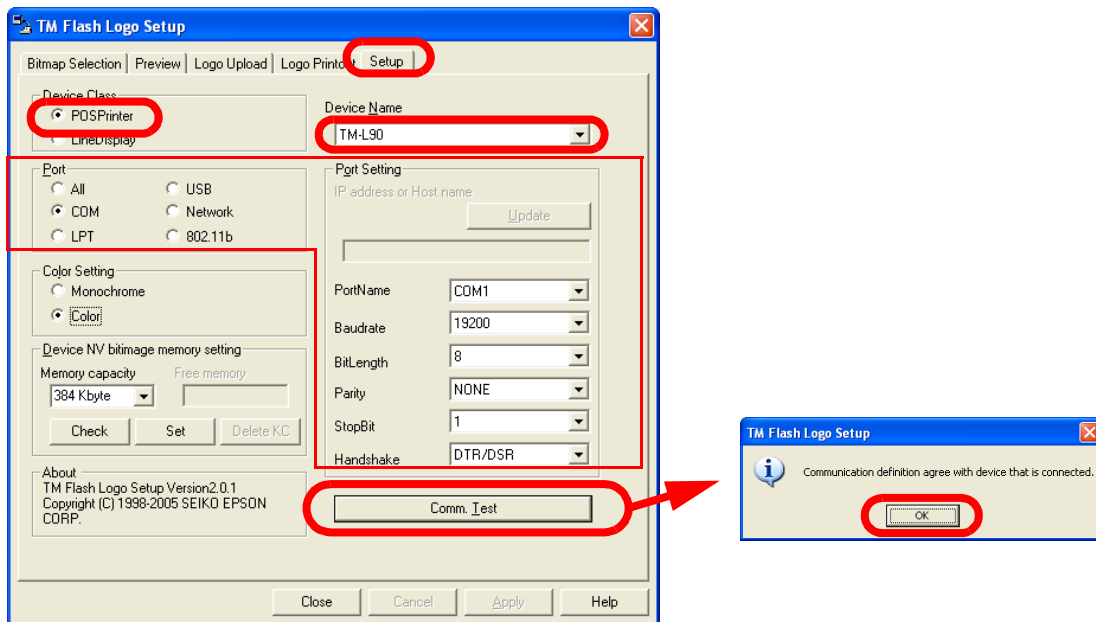 TM Flash Logo Setup
Bitmap Selection
Preview
Logo Upload
Logo Printout
Setup
Device Class
POSPrinter
LineDisplay
Device Name
TM-L90
Port
All
USB
COM
Network
LPT
802.11b
Port Setting
IP address or Host name
Update
PortName
COM1
Baudrate
19200
BitLength
8
Parity
NONE
StopBit
1
Handshake
DTR/DSR
Color Setting
Monochrome
Color
Device NV bitimage memory setting
Memory capacity
Free memory
384 Kbyte
Check
Set
Delete KC
About
TM Flash Logo Setup Version2.0.1
Copyright (C) 1998-2005 SEIKO EPSON
CORP.
Comm. Test
Close
Cancel
Apply
Help
TM Flash Logo Setup
Communication definition agree with device that is connected.
OK